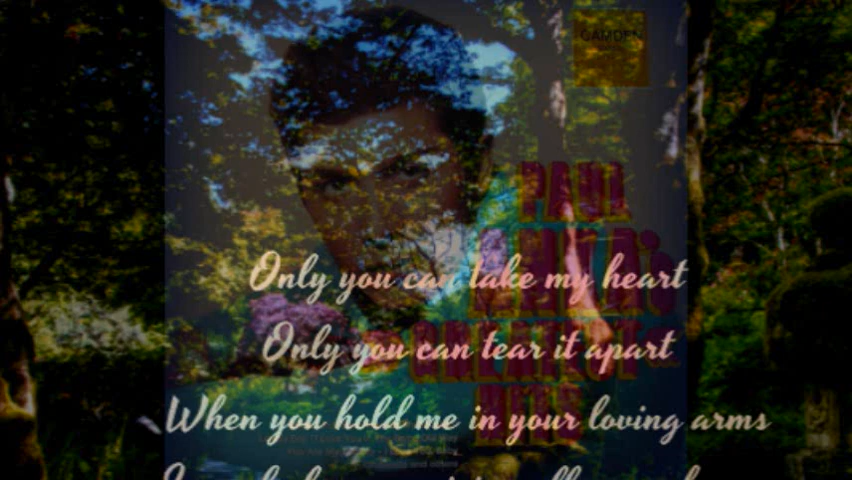 CAMDEN
PAUL
ANKA'S
GREATEST
HITS
Only you can take my heart
Only you can tear it apart
When you hold me in your loving arms